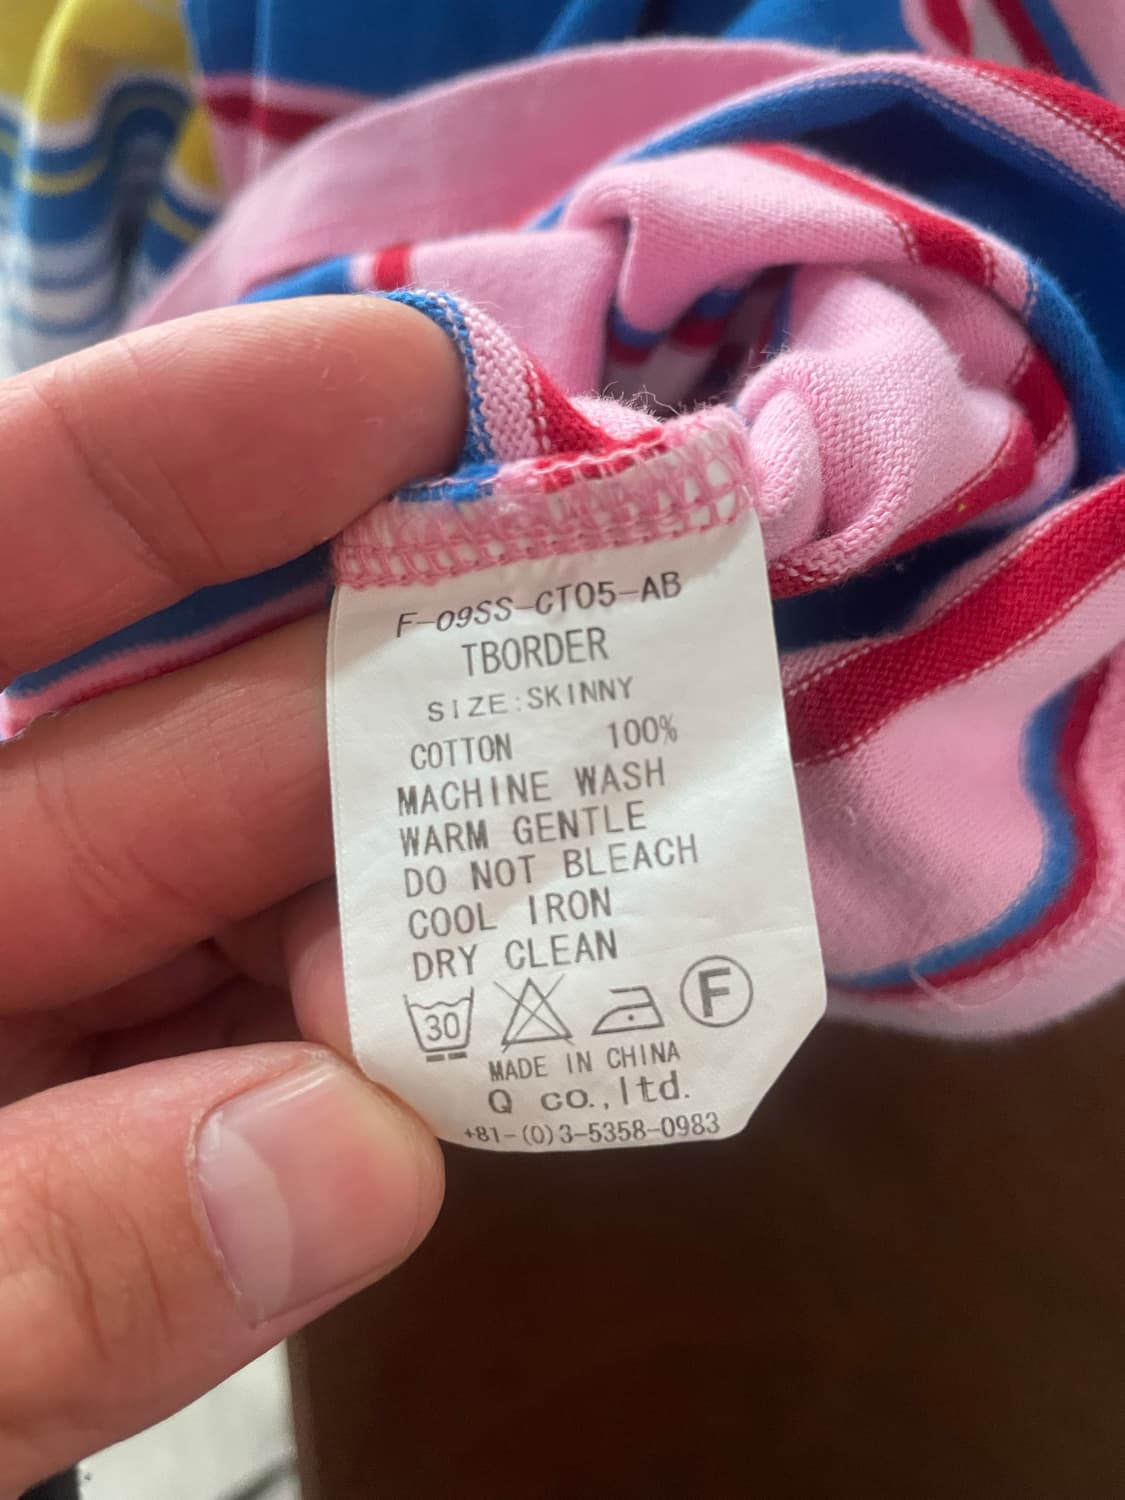 F-09SS-CT05-AB
TBORDER
SIZE:SKINNY
COTTON 100%
MACHINE WASH
WARM GENTLE
DO NOT BLEACH
COOL IRON
DRY CLEAN
30 F
MADE IN CHINA
Q co.,ltd.
+81-(0)3-5358-0983